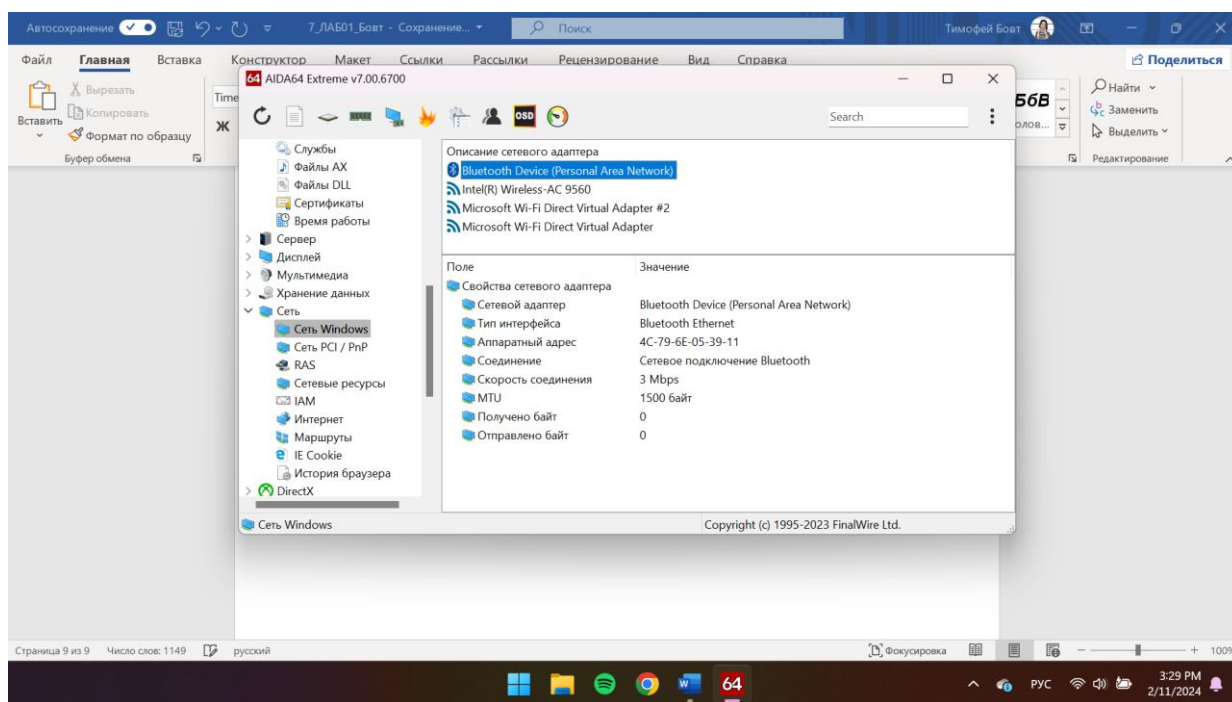 Автосохранение 7_ЛАБ01_Бовт - Сохранение... Поиск Тимофей Бовт
Файл Главная Вставка Конструктор Макет Ссылки Рассылки Рецензирование Вид Справка Поделиться
Вставить
Вырезать
Копировать
Формат по образцу
Буфер обмена
Time
Ж
БбВ
олов...
Найти
Заменить
Выделить
Редактирование
64 AIDA64 Extreme v7.00.6700
OSD
Search
Службы
Файлы AX
Файлы DLL
Сертификаты
Время работы
Сервер
Дисплей
Мультимедиа
Хранение данных
Сеть
Сеть Windows
Сеть PCI / PnP
RAS
Сетевые ресурсы
IAM
Интернет
Маршруты
IE Cookie
История браузера
DirectX
Описание сетевого адаптера
Bluetooth Device (Personal Area Network)
Intel(R) Wireless-AC 9560
Microsoft Wi-Fi Direct Virtual Adapter #2
Microsoft Wi-Fi Direct Virtual Adapter
Поле Значение
Свойства сетевого адаптера
Сетевой адаптер Bluetooth Device (Personal Area Network)
Тип интерфейса Bluetooth Ethernet
Аппаратный адрес 4C-79-6E-05-39-11
Соединение Сетевое подключение Bluetooth
Скорость соединения 3 Mbps
MTU 1500 байт
Получено байт 0
Отправлено байт 0
Сеть Windows Copyright (c) 1995-2023 FinalWire Ltd.
Страница 9 из 9 Число слов: 1149 русский Фокусировка 100%
64 РУС 3:29 PM
2/11/2024